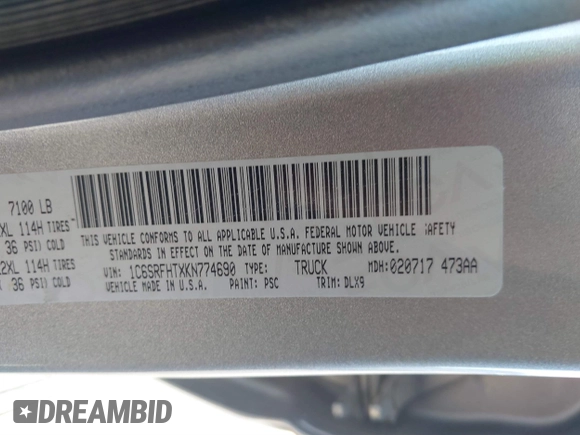 7100 LB
XL 114H TIRES
36 PSI) COLD
2XL 114H TIRES
36 PSI) COLD
THIS VEHICLE CONFORMS TO ALL APPLICABLE U.S.A. FEDERAL MOTOR VEHICLE SAFETY
STANDARDS IN EFFECT ON THE DATE OF MANUFACTURE SHOWN ABOVE.
VIN: 1C6SRFHTXKN774690 TYPE: TRUCK MDH: 020717 473AA
VEHICLE MADE IN U.S.A. PAINT: PSC TRIM: DLX9
DREAMBID